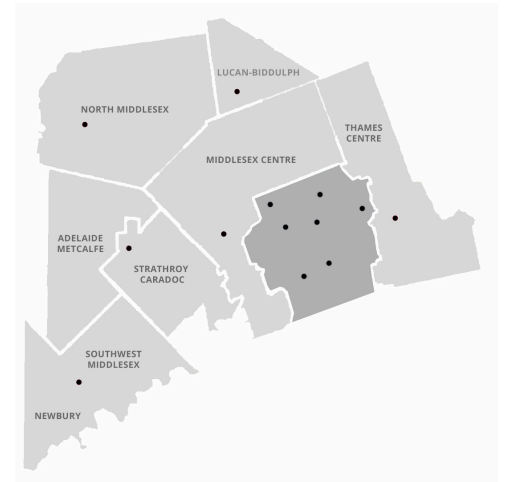 LUCAN-BIDDULPH
NORTH MIDDLESEX
THAMES
CENTRE
MIDDLESEX CENTRE
ADELAIDE
METCALFE
STRATHROY
CARADOC
SOUTHWEST
MIDDLESEX
NEWBURY